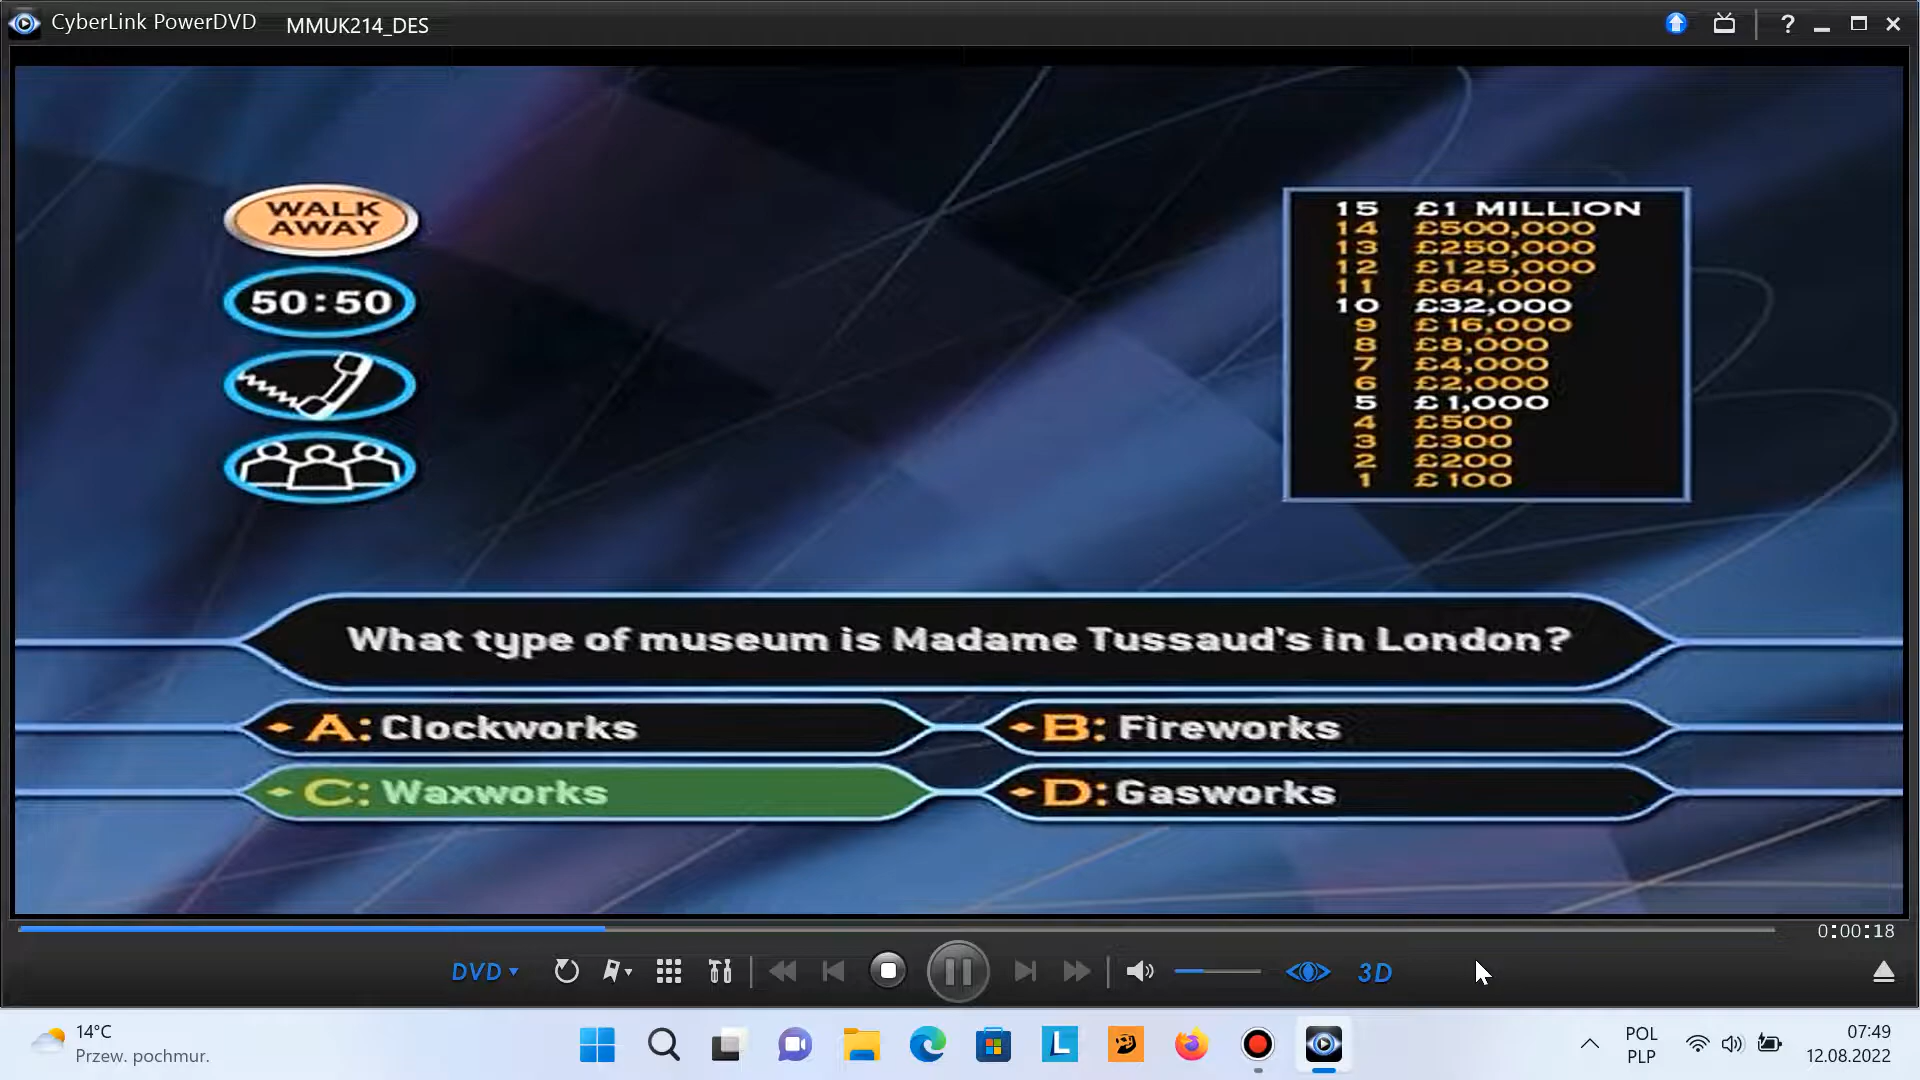 CyberLink PowerDVD MMUK214_DES ?
WALK
AWAY
50:50
15 £1 MILLION
14 £500,000
13 £250,000
12 £125,000
11 £64,000
10 £32,000
9 £16,000
8 £8,000
7 £4,000
6 £2,000
5 £1,000
4 £500
3 £300
2 £200
1 £100
What type of museum is Madame Tussaud's in London?
A: Clockworks
B: Fireworks
C: Waxworks
D: Gasworks
0:00:18
DVD 3D
14°C
Przew. pochmur.
L
POL
PLP
07:49
12.08.2022